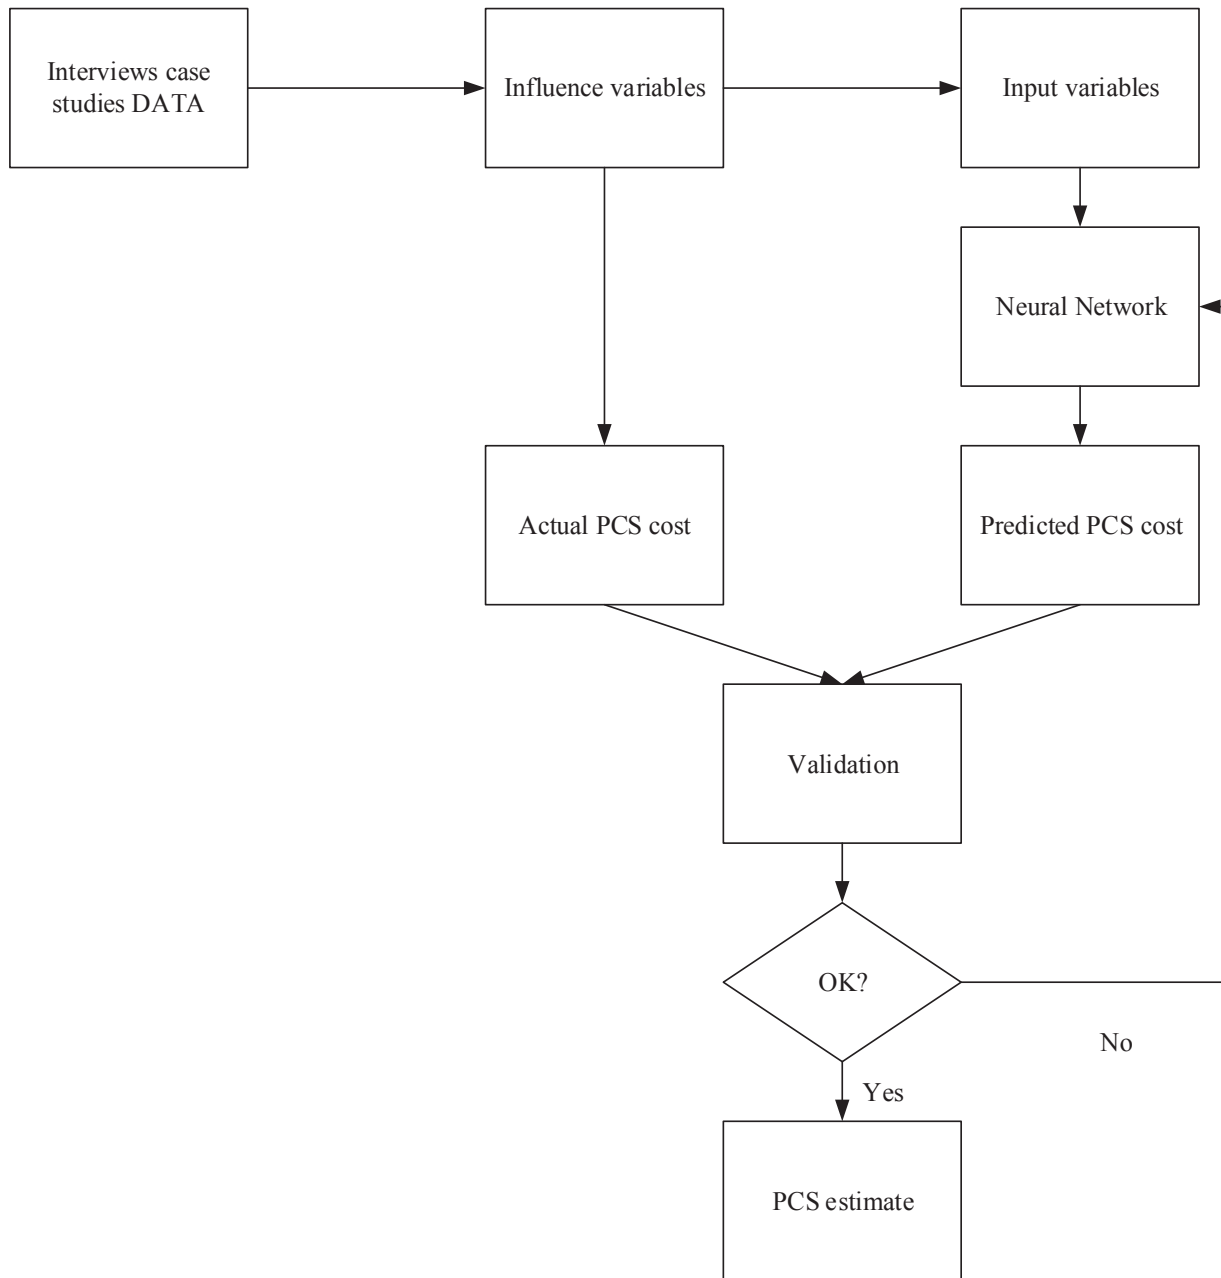 Interviews case
studies DATA
Influence variables
Input variables
Neural Network
Actual PCS cost
Predicted PCS cost
Validation
OK?
No
Yes
PCS estimate